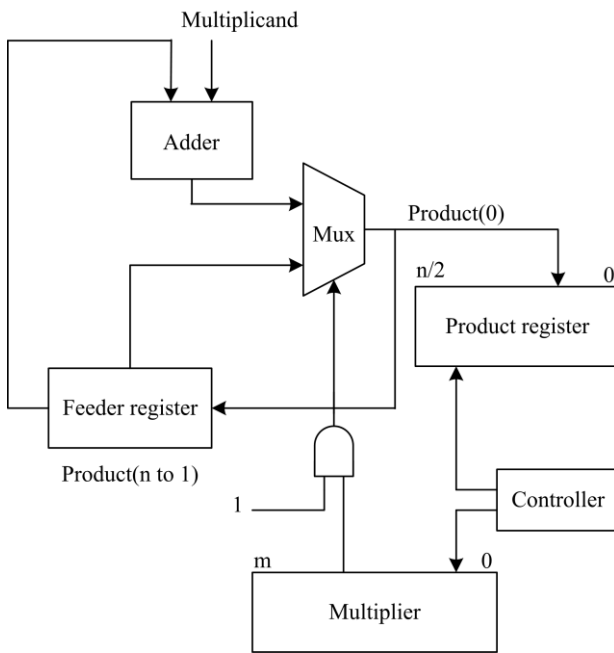 Multiplicand
Adder
Mux
Product(0)
n/2 0
Product register
Feeder register
Product(n to 1)
1
Controller
m 0
Multiplier